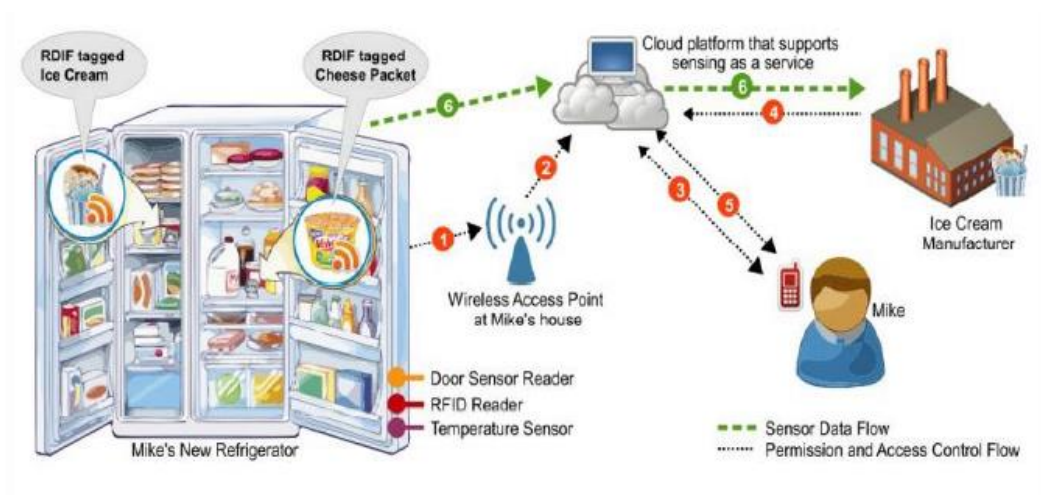 RDiF tagged
Ice Cream
RDiF tagged
Cheese Packet
Cloud platform that supports
sensing as a service
6
6
4
2
3
5
1
Ice Cream
Manufacturer
Wireless Access Point
at Mike's house
Mike
Door Sensor Reader
RFID Reader
Temperature Sensor
Mike's New Refrigerator
Sensor Data Flow
Permission and Access Control Flow